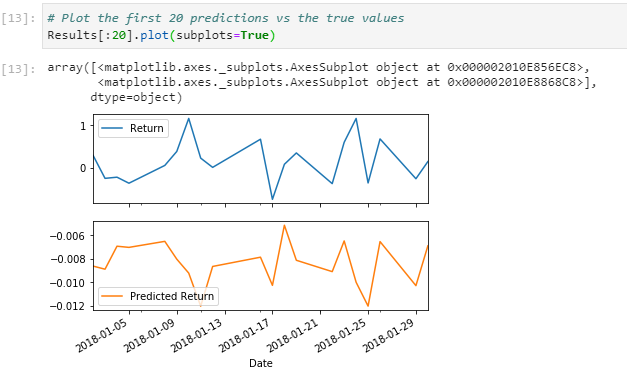 [13]: # Plot the first 20 predictions vs the true values
Results[:20].plot(subplots=True)
[13]: array([<matplotlib.axes._subplots.AxesSubplot object at 0x000002010E856EC8>,
<matplotlib.axes._subplots.AxesSubplot object at 0x000002010E8868C8>],
dtype=object)
Return
1
0
−0.006
−0.008
−0.010
−0.012
Predicted Return
2018-01-05
2018-01-09
2018-01-13
2018-01-17
2018-01-21
2018-01-25
2018-01-29
Date